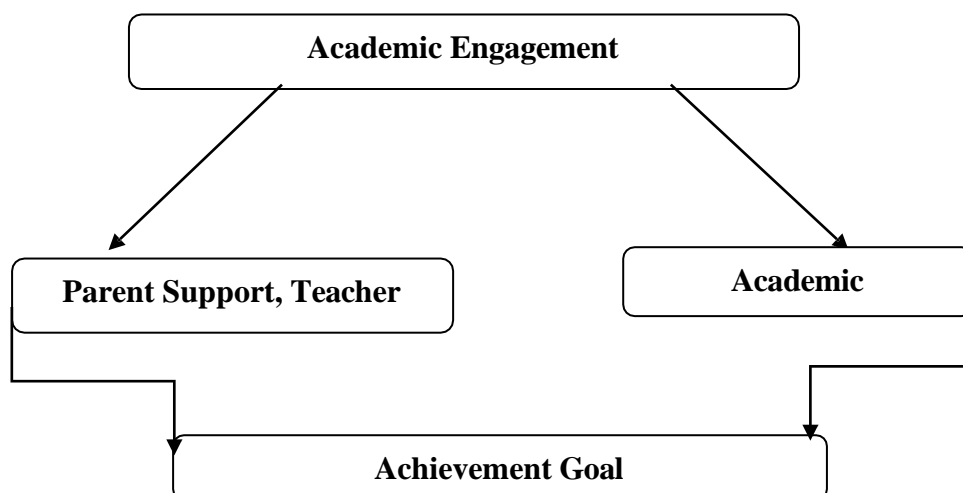 Academic Engagement
Parent Support, Teacher
Academic
Achievement Goal